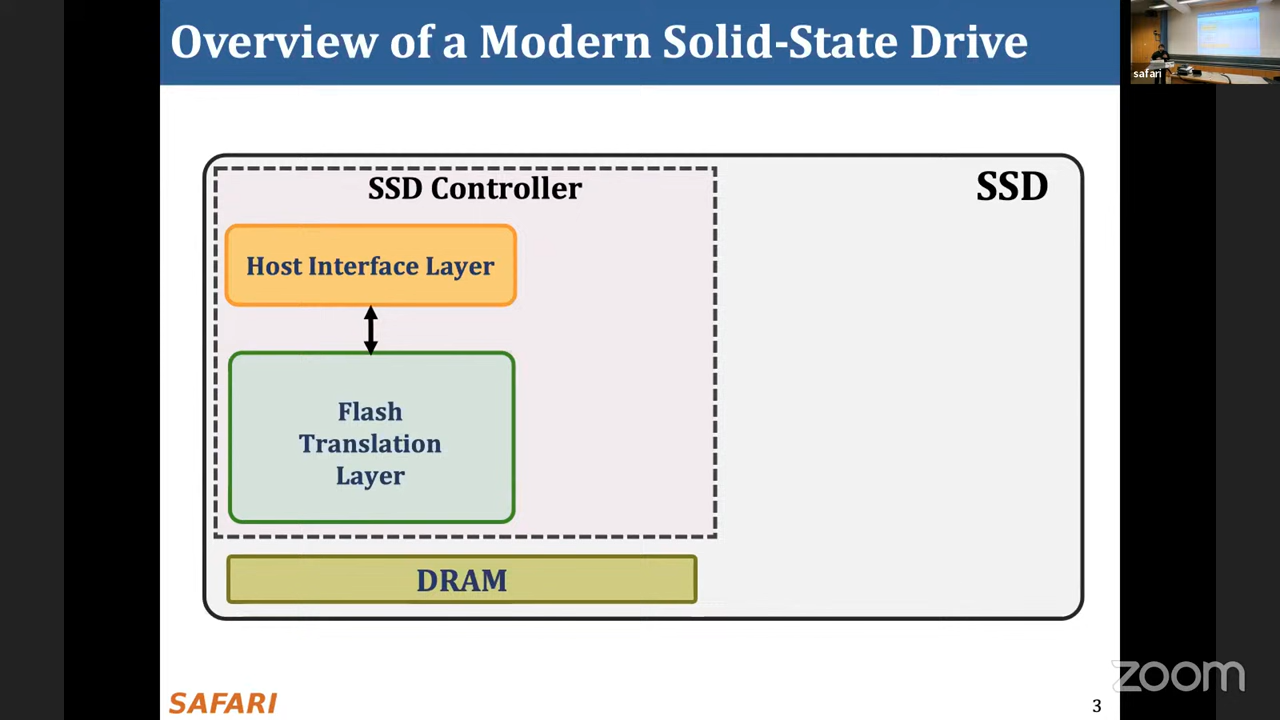 Overview of a Modern Solid-State Drive
safari
SSD Controller
SSD
Host Interface Layer
Flash
Translation
Layer
DRAM
SAFARI
3
zoom